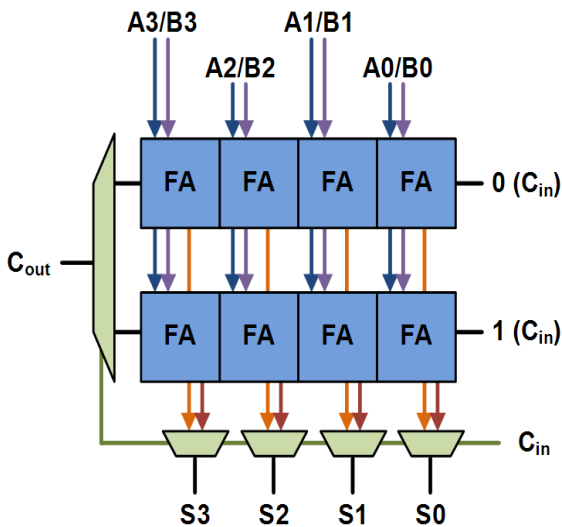 A3/B3 A1/B1
A2/B2 A0/B0
FA FA FA FA 0 (Cin)
Cout
FA FA FA FA 1 (Cin)
Cin
S3 S2 S1 S0